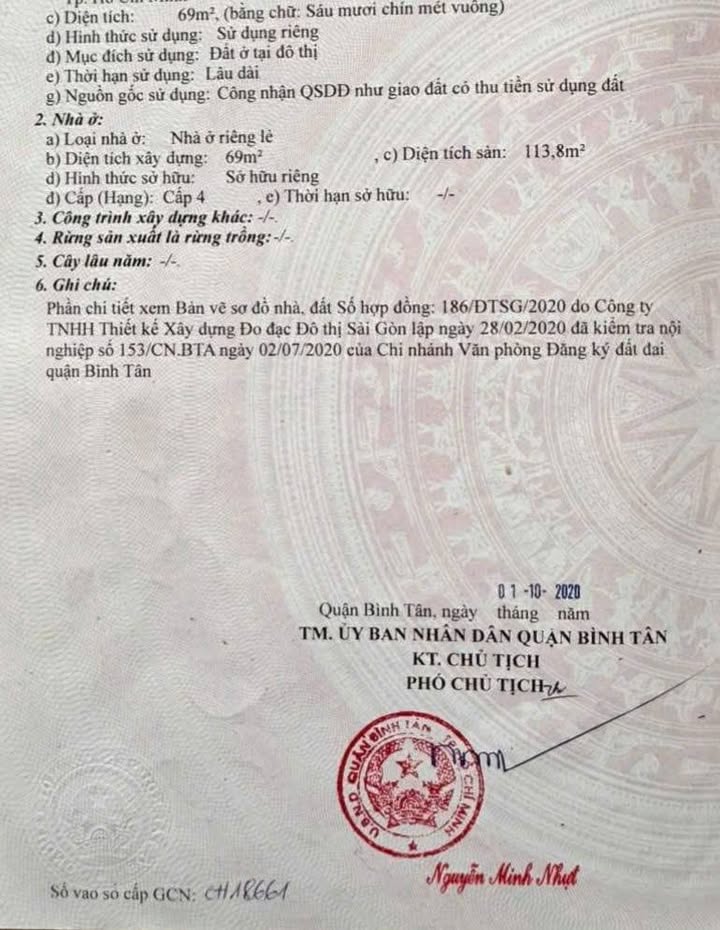 c) Diện tích: 69m², (bằng chữ: Sáu mươi chín mét vuông)
d) Hình thức sử dụng: Sử dụng riêng
đ) Mục đích sử dụng: Đất ở tại đô thị
e) Thời hạn sử dụng: Lâu dài
g) Nguồn gốc sử dụng: Công nhận QSDĐ như giao đất có thu tiền sử dụng đất
2. Nhà ở:
a) Loại nhà ở: Nhà ở riêng lẻ
b) Diện tích xây dựng: 69m² , c) Diện tích sàn: 113,8m²
d) Hình thức sở hữu: Sở hữu riêng
đ) Cấp (Hạng): Cấp 4 , e) Thời hạn sở hữu: -/-
3. Công trình xây dựng khác: -/-.
4. Rừng sản xuất là rừng trồng: -/-.
5. Cây lâu năm: -/-.
6. Ghi chú:
Phần chi tiết xem Bản vẽ sơ đồ nhà, đất Số hợp đồng: 186/ĐTSG/2020 do Công ty
TNHH Thiết kế Xây dựng Đo đạc Đô thị Sài Gòn lập ngày 28/02/2020 đã kiểm tra nội
nghiệp số 153/CN.BTA ngày 02/07/2020 của Chi nhánh Văn phòng Đăng ký đất đai
quận Bình Tân
01-10-2020
Quận Bình Tân, ngày tháng năm
TM. ỦY BAN NHÂN DÂN QUẬN BÌNH TÂN
KT. CHỦ TỊCH
PHÓ CHỦ TỊCH
U.B.N.D QUẬN BÌNH TÂN CHÍ MINH
Nguyễn Minh Nhựt
Số vào sổ cấp GCN: CH18661